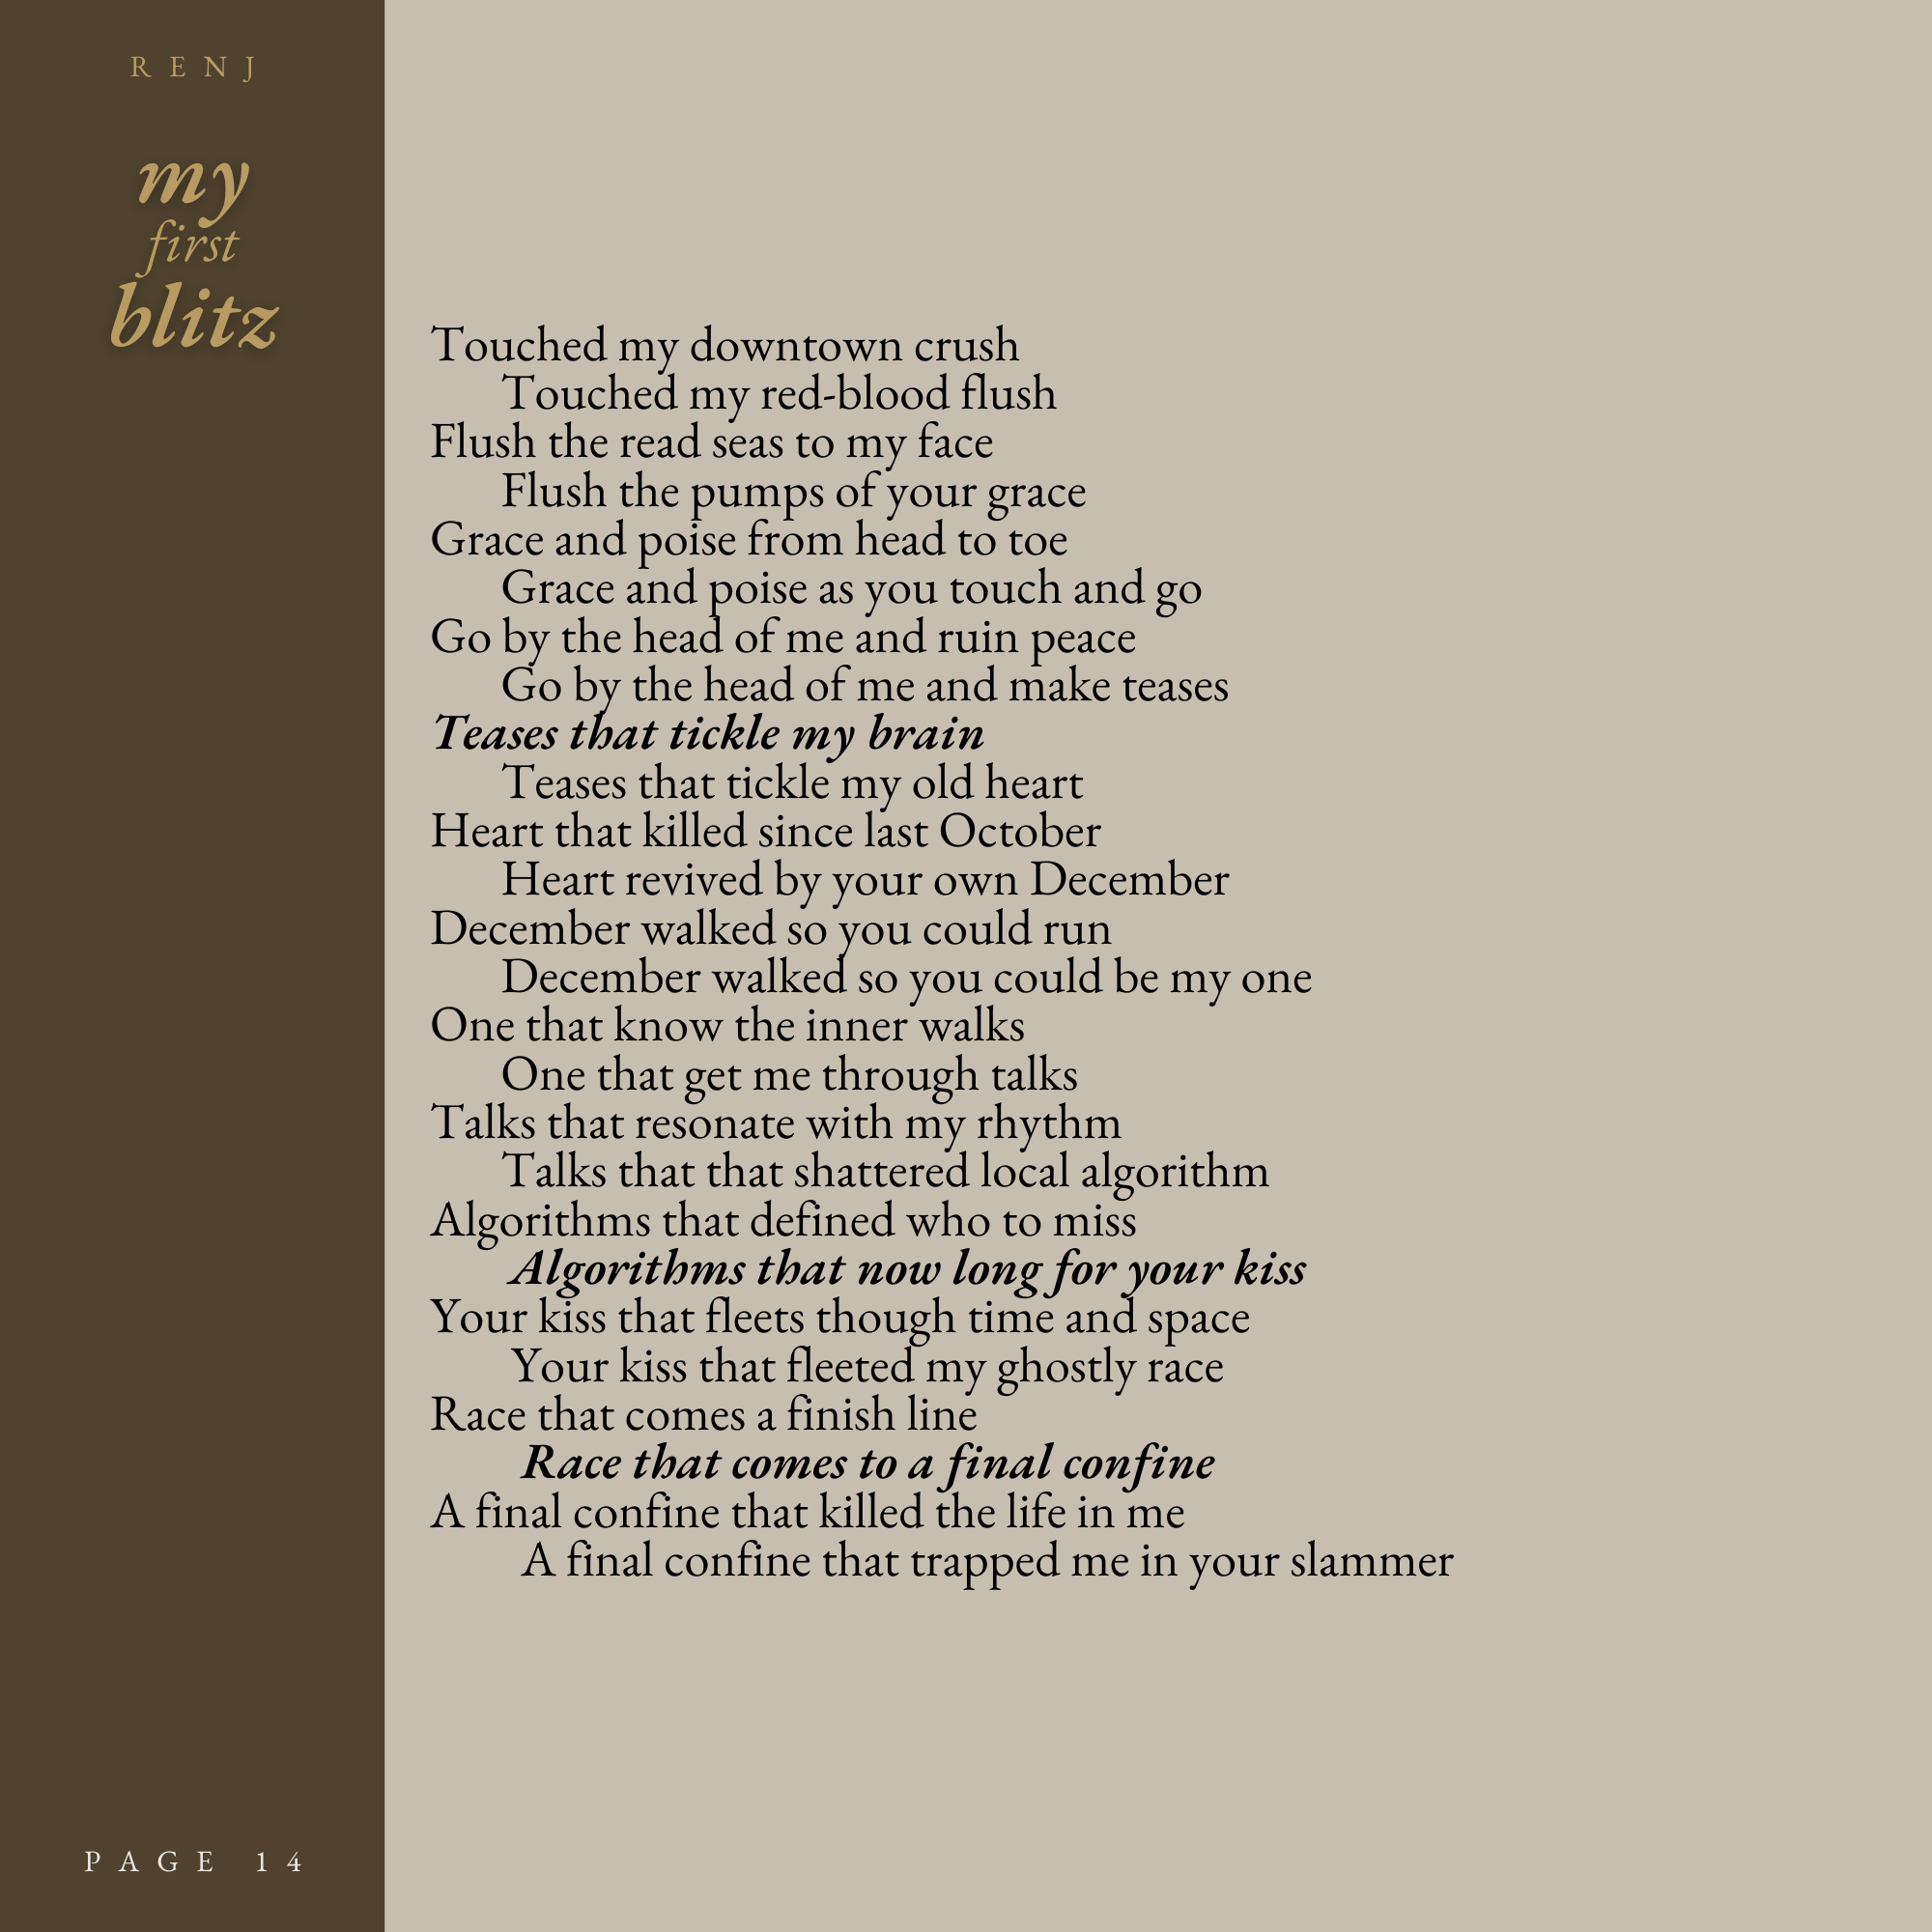 RENJ
my
first
blitz
Touched my downtown crush
Touched my red-blood flush
Flush the read seas to my face
Flush the pumps of your grace
Grace and poise from head to toe
Grace and poise as you touch and go
Go by the head of me and ruin peace
Go by the head of me and make teases
Teases that tickle my brain
Teases that tickle my old heart
Heart that killed since last October
Heart revived by your own December
December walked so you could run
December walked so you could be my one
One that know the inner walks
One that get me through talks
Talks that resonate with my rhythm
Talks that that shattered local algorithm
Algorithms that defined who to miss
Algorithms that now long for your kiss
Your kiss that fleets though time and space
Your kiss that fleeted my ghostly race
Race that comes a finish line
Race that comes to a final confine
A final confine that killed the life in me
A final confine that trapped me in your slammer
PAGE 14